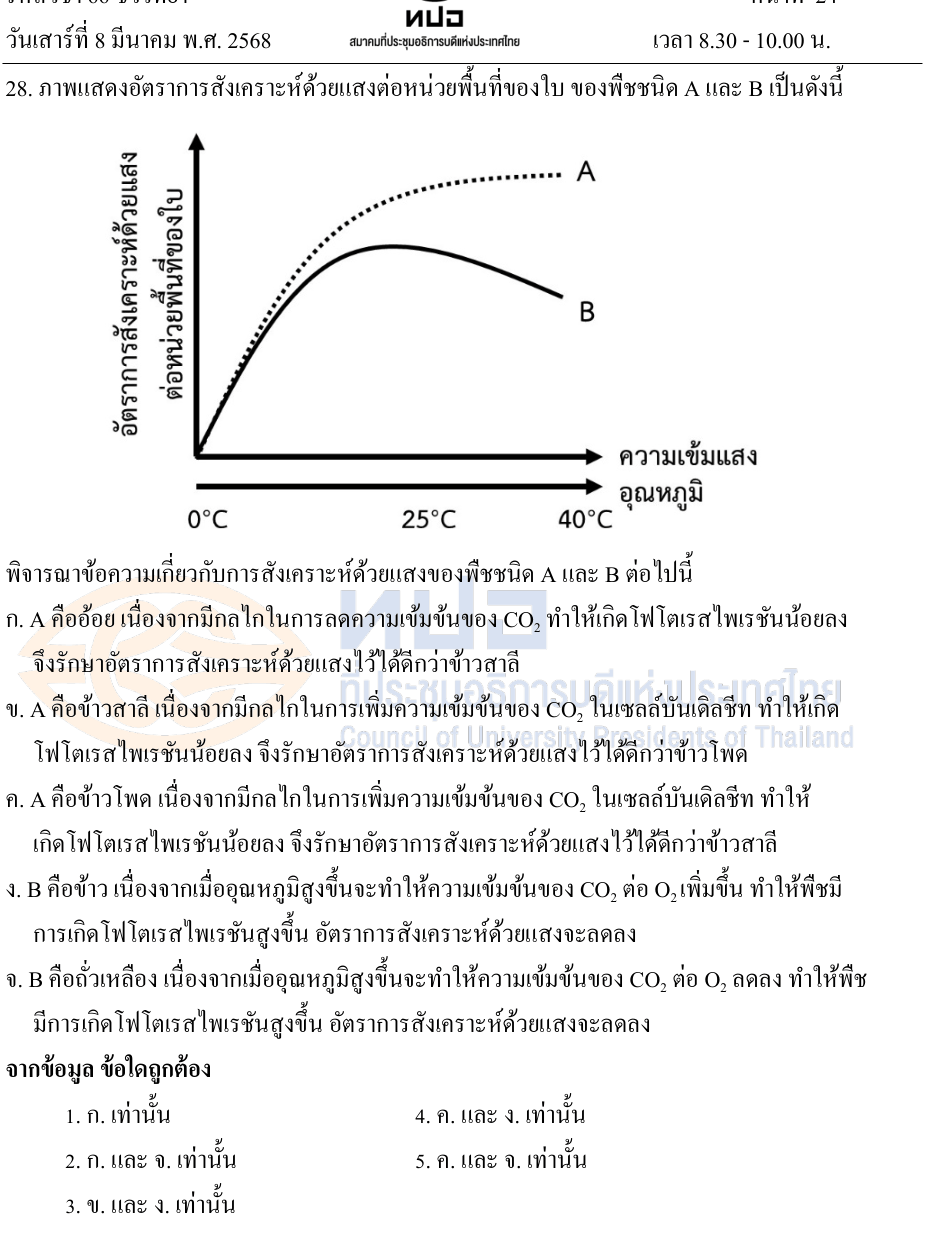 ทปอ
วันเสาร์ที่ 8 มีนาคม พ.ศ. 2568
สมาคมที่ประชุมอธิการบดีแห่งประเทศไทย
เวลา 8.30 - 10.00 น.
28. ภาพแสดงอัตราการสังเคราะห์ด้วยแสงต่อหน่วยพื้นที่ของใบ ของพืชชนิด A และ B เป็นดังนี้
อัตราการสังเคราะห์ด้วยแสง
ต่อหน่วยพื้นที่ของใบ
A
B
ความเข้มแสง
อุณหภูมิ
0°C 25°C 40°C
พิจารณาข้อความเกี่ยวกับการสังเคราะห์ด้วยแสงของพืชชนิด A และ B ต่อไปนี้
ก. A คืออ้อย เนื่องจากมีกลไกในการลดความเข้มข้นของ CO₂ ทำให้เกิดโฟโตเรสไพเรชันน้อยลง
จึงรักษาอัตราการสังเคราะห์ด้วยแสงไว้ได้ดีกว่าข้าวสาลี
ข. A คือข้าวสาลี เนื่องจากมีกลไกในการเพิ่มความเข้มข้นของ CO₂ ในเซลล์บันเดิลชีท ทำให้เกิด
โฟโตเรสไพเรชันน้อยลง จึงรักษาอัตราการสังเคราะห์ด้วยแสงไว้ได้ดีกว่าข้าวโพด
ค. A คือข้าวโพด เนื่องจากมีกลไกในการเพิ่มความเข้มข้นของ CO₂ ในเซลล์บันเดิลชีท ทำให้
เกิดโฟโตเรสไพเรชันน้อยลง จึงรักษาอัตราการสังเคราะห์ด้วยแสงไว้ได้ดีกว่าข้าวสาลี
ง. B คือข้าว เนื่องจากเมื่ออุณหภูมิสูงขึ้นจะทำให้ความเข้มข้นของ CO₂ ต่อ O₂ เพิ่มขึ้น ทำให้พืชมี
การเกิดโฟโตเรสไพเรชันสูงขึ้น อัตราการสังเคราะห์ด้วยแสงจะลดลง
จ. B คือถั่วเหลือง เนื่องจากเมื่ออุณหภูมิสูงขึ้นจะทำให้ความเข้มข้นของ CO₂ ต่อ O₂ ลดลง ทำให้พืช
มีการเกิดโฟโตเรสไพเรชันสูงขึ้น อัตราการสังเคราะห์ด้วยแสงจะลดลง
ทปอ
ที่ประชุมอธิการบดีแห่งประเทศไทย
Council of University Presidents of Thailand
จากข้อมูล ข้อใดถูกต้อง
1. ก. เท่านั้น
4. ค. และ ง. เท่านั้น
2. ก. และ จ. เท่านั้น
5. ค. และ จ. เท่านั้น
3. ข. และ ง. เท่านั้น